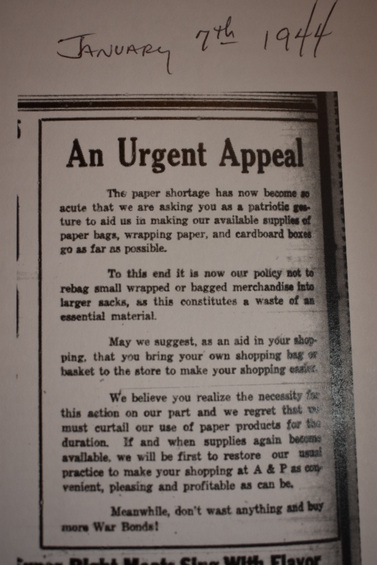 January 7th 1944
An Urgent Appeal
The paper shortage has now become so
acute that we are asking you as a patriotic ges-
ture to aid us in making our available supplies of
paper bags, wrapping paper, and cardboard boxes
go as far as possible.
To this end it is now our policy not to
rebag small wrapped or bagged merchandise into
larger sacks, as this constitutes a waste of an
essential material.
May we suggest, as an aid in your shop-
ping, that you bring your own shopping bag or
basket to the store to make your shopping easier.
We believe you realize the necessity for
this action on our part and we regret that we
must curtail our use of paper products for the
duration. If and when supplies again become
available, we will be first to restore our usual
practice to make your shopping at A & P as con-
venient, pleasing and profitable as can be.
Meanwhile, don't wast anything and buy
more War Bonds!
Super Right Meats Sing With Flavor